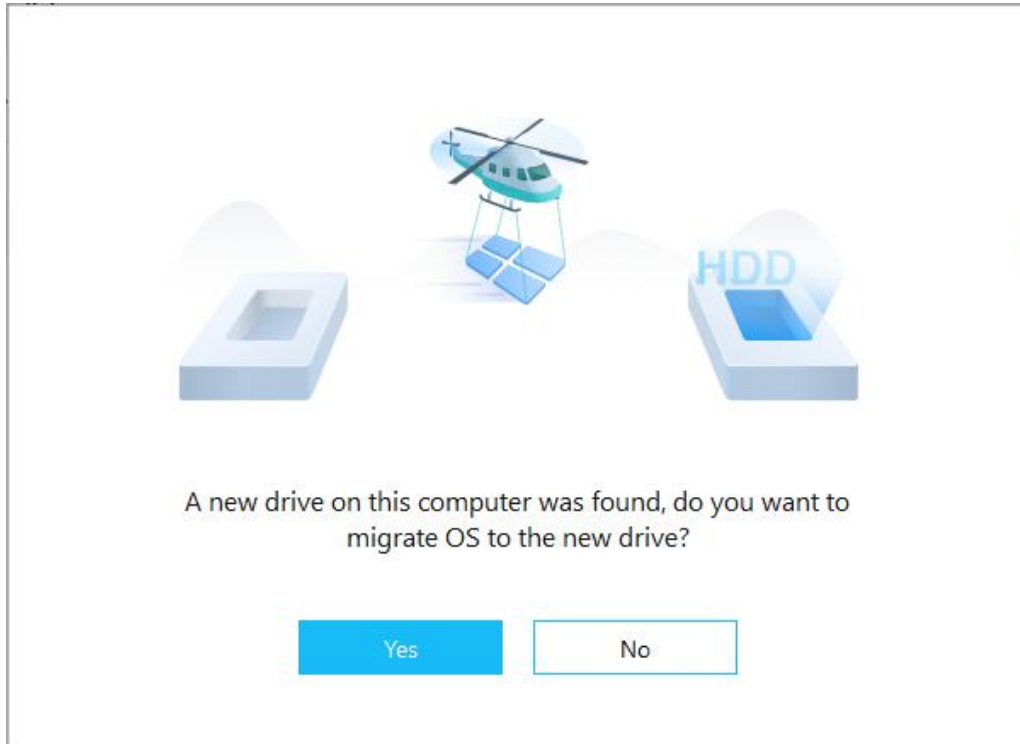 HDD
A new drive on this computer was found, do you want to
migrate OS to the new drive?
Yes
No